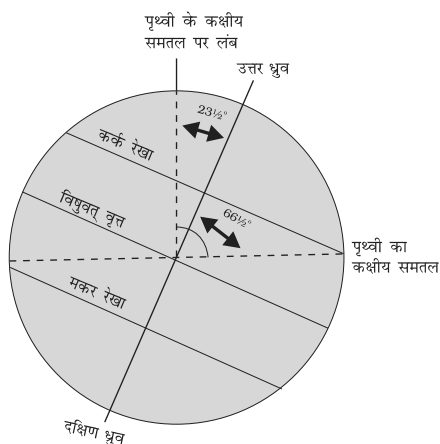 पृथ्वी के कक्षीय
समतल पर लंब
उत्तर ध्रुव
23½°
कर्क रेखा
66½°
विषुवत् वृत्त
पृथ्वी का
कक्षीय समतल
मकर रेखा
दक्षिण ध्रुव